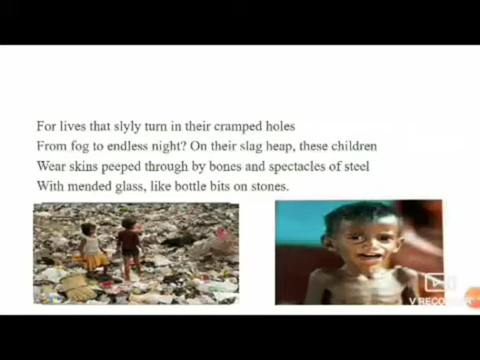 For lives that slyly turn in their cramped holes
From fog to endless night? On their slag heap, these children
Wear skins peeped through by bones and spectacles of steel
With mended glass, like bottle bits on stones.